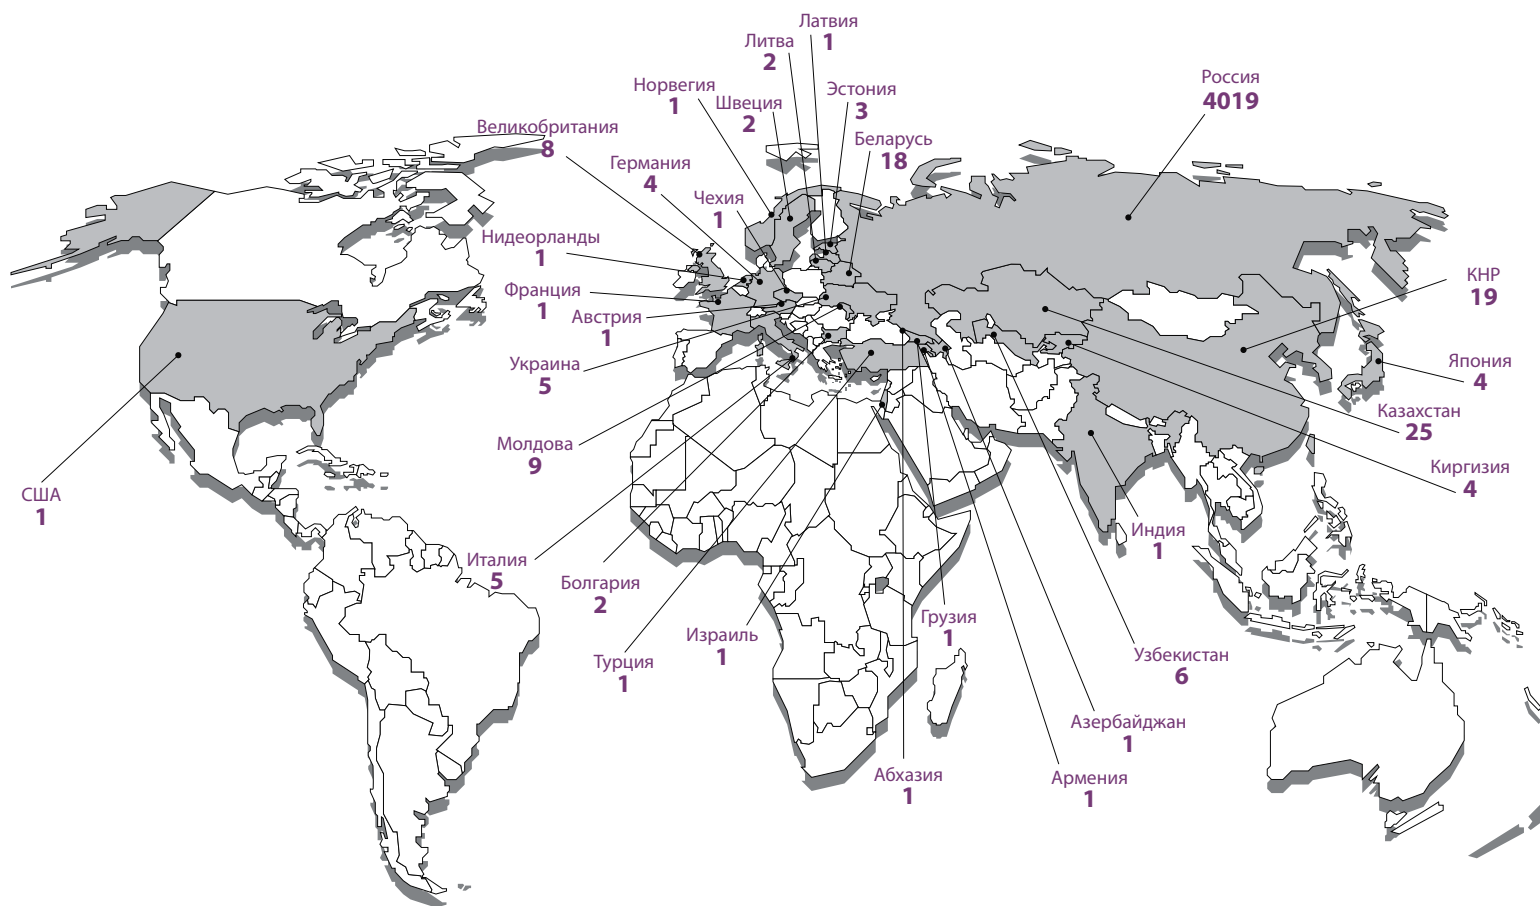 Латвия
1
Литва
2
Норвегия
1
Швеция
2
Эстония
3
Россия
4019
Великобритания
8
Германия
4
Беларусь
18
Чехия
1
Нидеорланды
1
КНР
19
Франция
1
Австрия
1
Украина
5
Япония
4
Казахстан
25
Молдова
9
Киргизия
4
США
1
Индия
1
Италия
5
Болгария
2
Израиль
1
Грузия
1
Турция
1
Узбекистан
6
Азербайджан
1
Абхазия
1
Армения
1